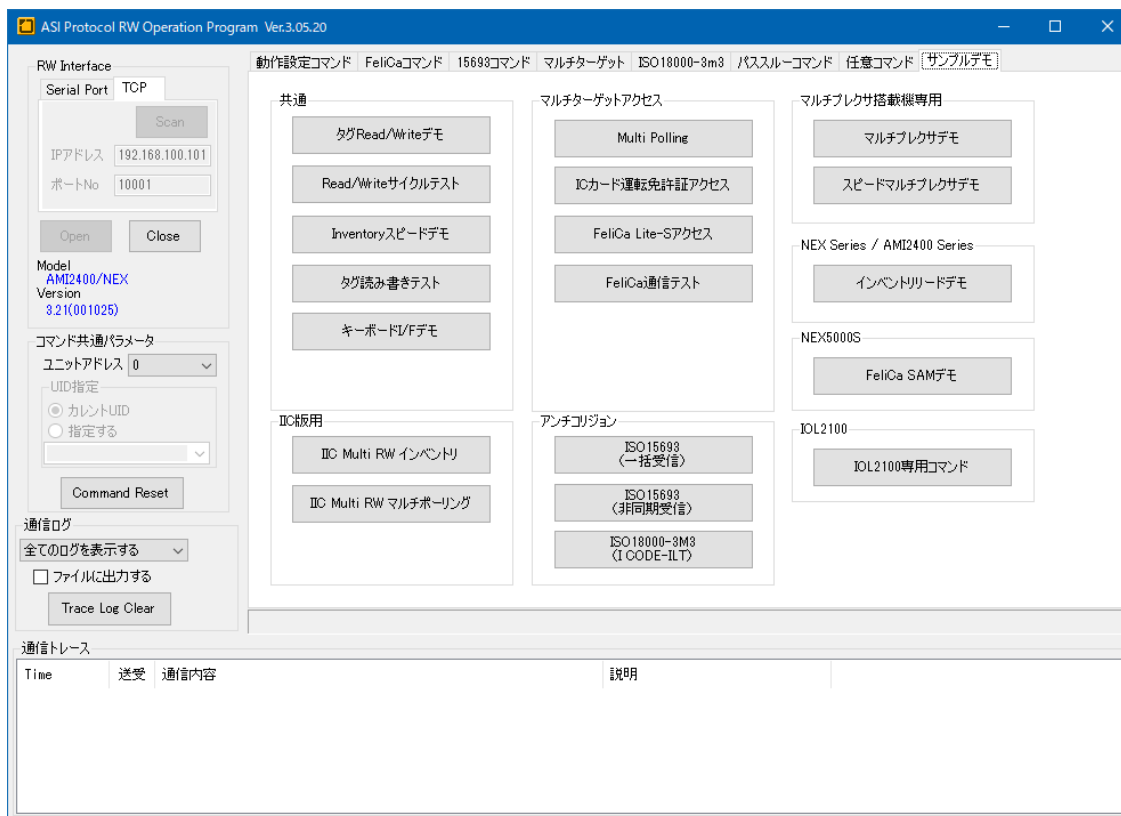 ASI Protocol RW Operation Program Ver.3.05.20
RW Interface
Serial Port TCP
Scan
IPアドレス 192.168.100.101
ポートNo 10001
Open Close
Model
AMI2400/NEX
Version
3.21(001025)
コマンド共通パラメータ
ユニットアドレス 0
UID指定
カレントUID
指定する
Command Reset
通信ログ
全てのログを表示する
ファイルに出力する
Trace Log Clear
動作設定コマンド FeliCaコマンド 15693コマンド マルチターゲット ISO18000-3m3 パススルーコマンド 任意コマンド サンプルデモ
共通
タグRead/Writeデモ
Read/Writeサイクルテスト
Inventoryスピードデモ
タグ読み書きテスト
キーボードI/Fデモ
IIC版用
IIC Multi RW インベントリ
IIC Multi RW マルチポーリング
マルチターゲットアクセス
Multi Polling
ICカード運転免許証アクセス
FeliCa Lite-Sアクセス
FeliCa通信テスト
アンチコリジョン
ISO15693
(一括受信)
ISO15693
(非同期受信)
ISO18000-3M3
(I CODE-ILT)
マルチプレクサ搭載機専用
マルチプレクサデモ
スピードマルチプレクサデモ
NEX Series / AMI2400 Series
インベントリリードデモ
NEX5000S
FeliCa SAMデモ
IOL2100
IOL2100専用コマンド
通信トレース
Time 送受 通信内容 説明